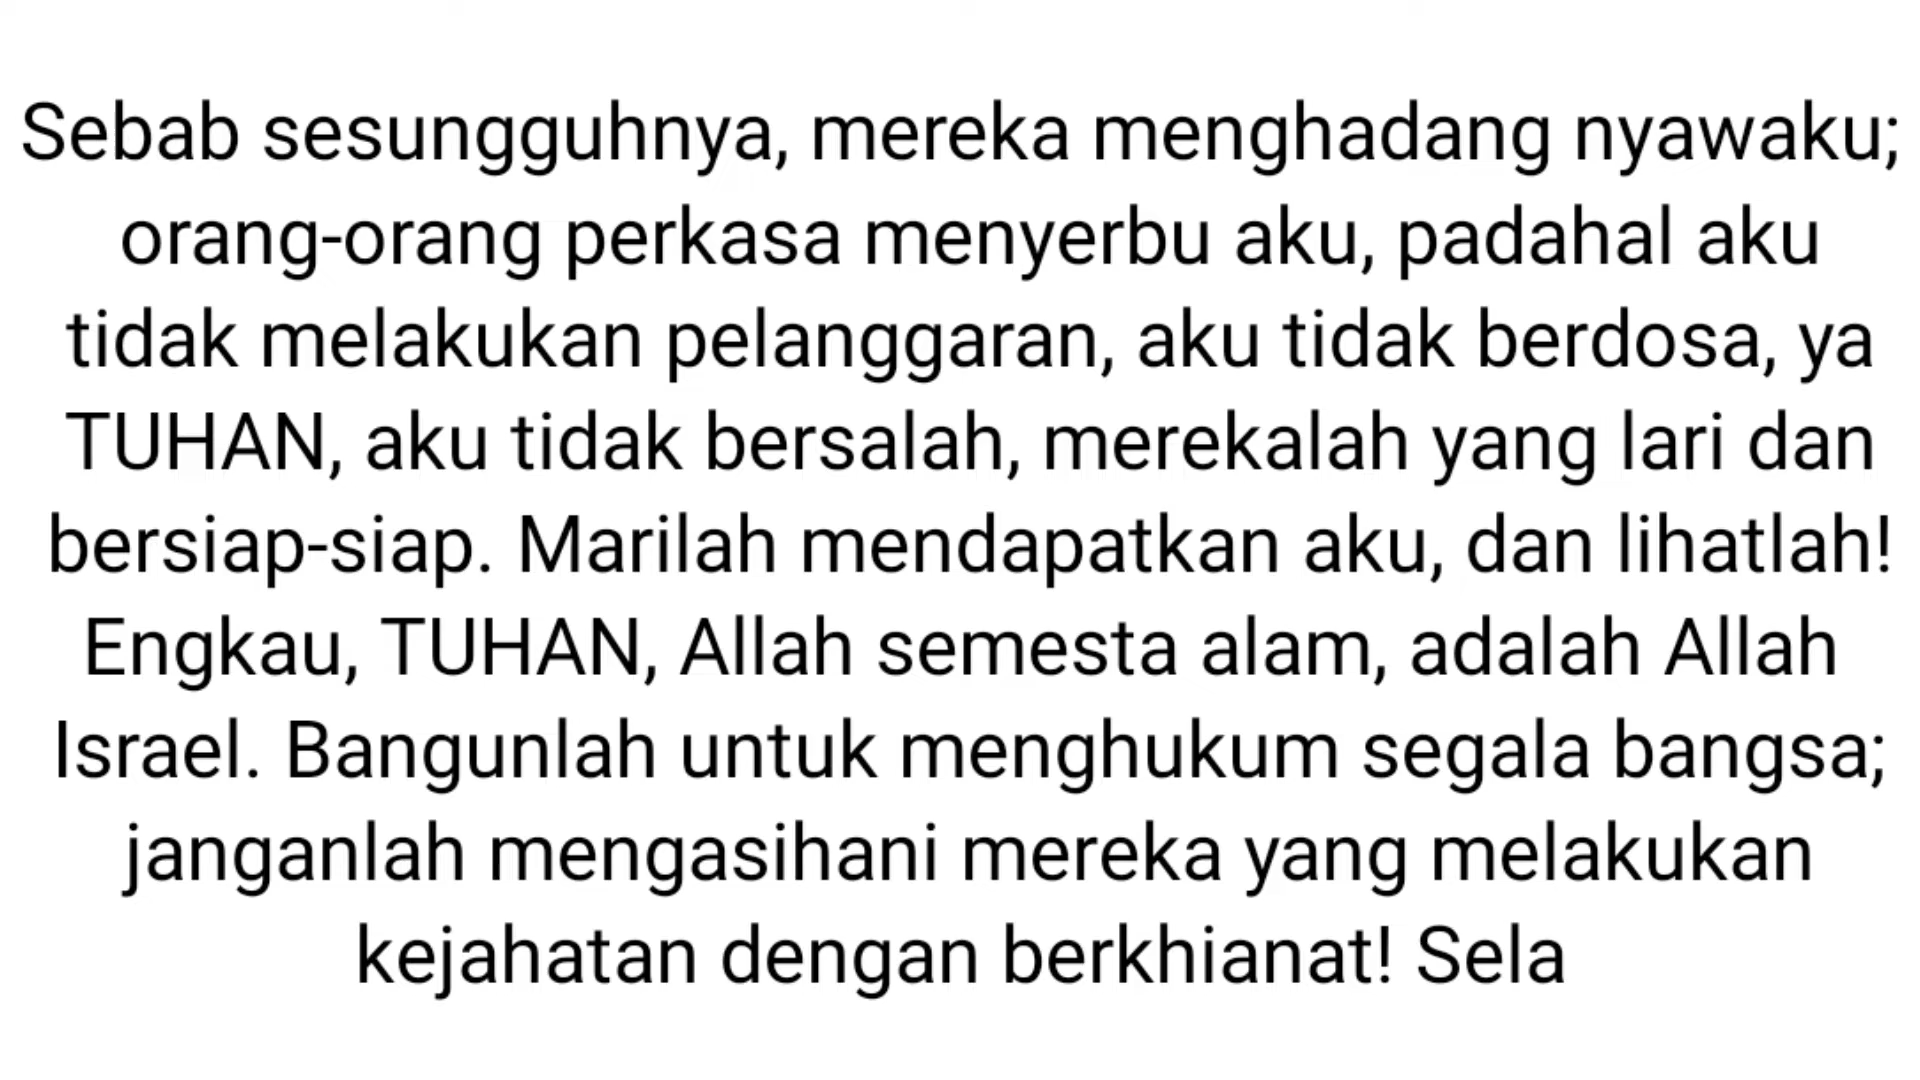 Sebab sesungguhnya, mereka menghadang nyawaku;
orang-orang perkasa menyerbu aku, padahal aku
tidak melakukan pelanggaran, aku tidak berdosa, ya
TUHAN, aku tidak bersalah, merekalah yang lari dan
bersiap-siap. Marilah mendapatkan aku, dan lihatlah!
Engkau, TUHAN, Allah semesta alam, adalah Allah
Israel. Bangunlah untuk menghukum segala bangsa;
janganlah mengasihani mereka yang melakukan
kejahatan dengan berkhianat! Sela